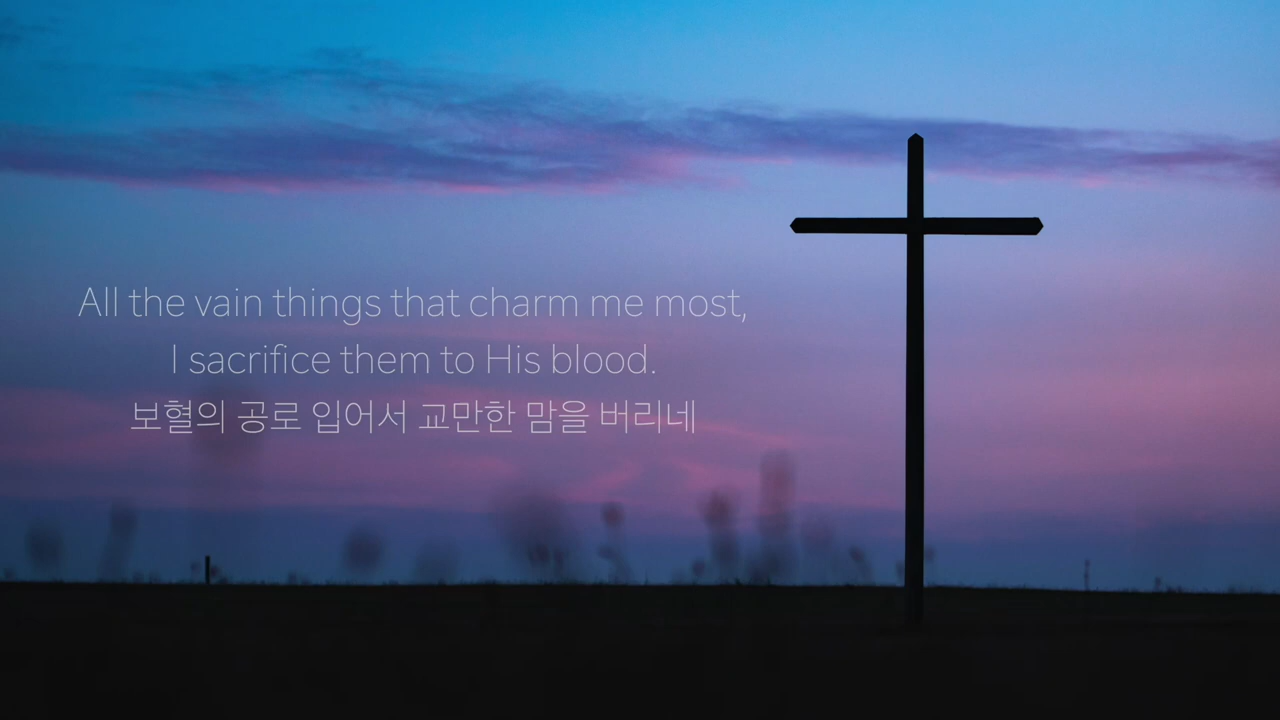 All the vain things that charm me most,
I sacrifice them to His blood.
보혈의 공로 입어서 교만한 맘을 버리네